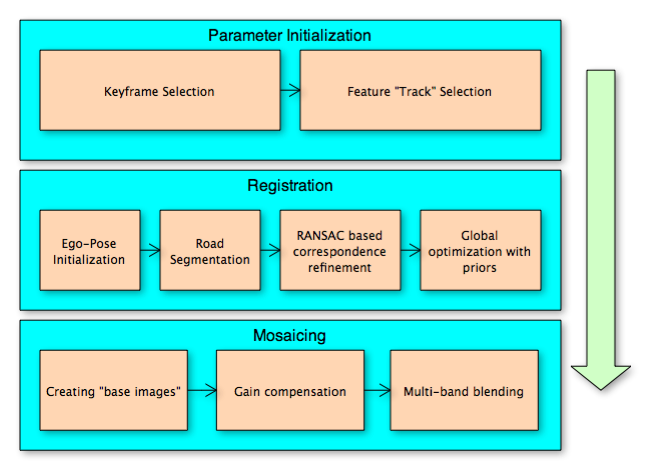 Parameter Initialization
Keyframe Selection
Feature "Track" Selection
Registration
Ego-Pose
Initialization
Road
Segmentation
RANSAC based
correspondence
refinement
Global
optimization with
priors
Mosaicing
Creating "base images"
Gain compensation
Multi-band blending